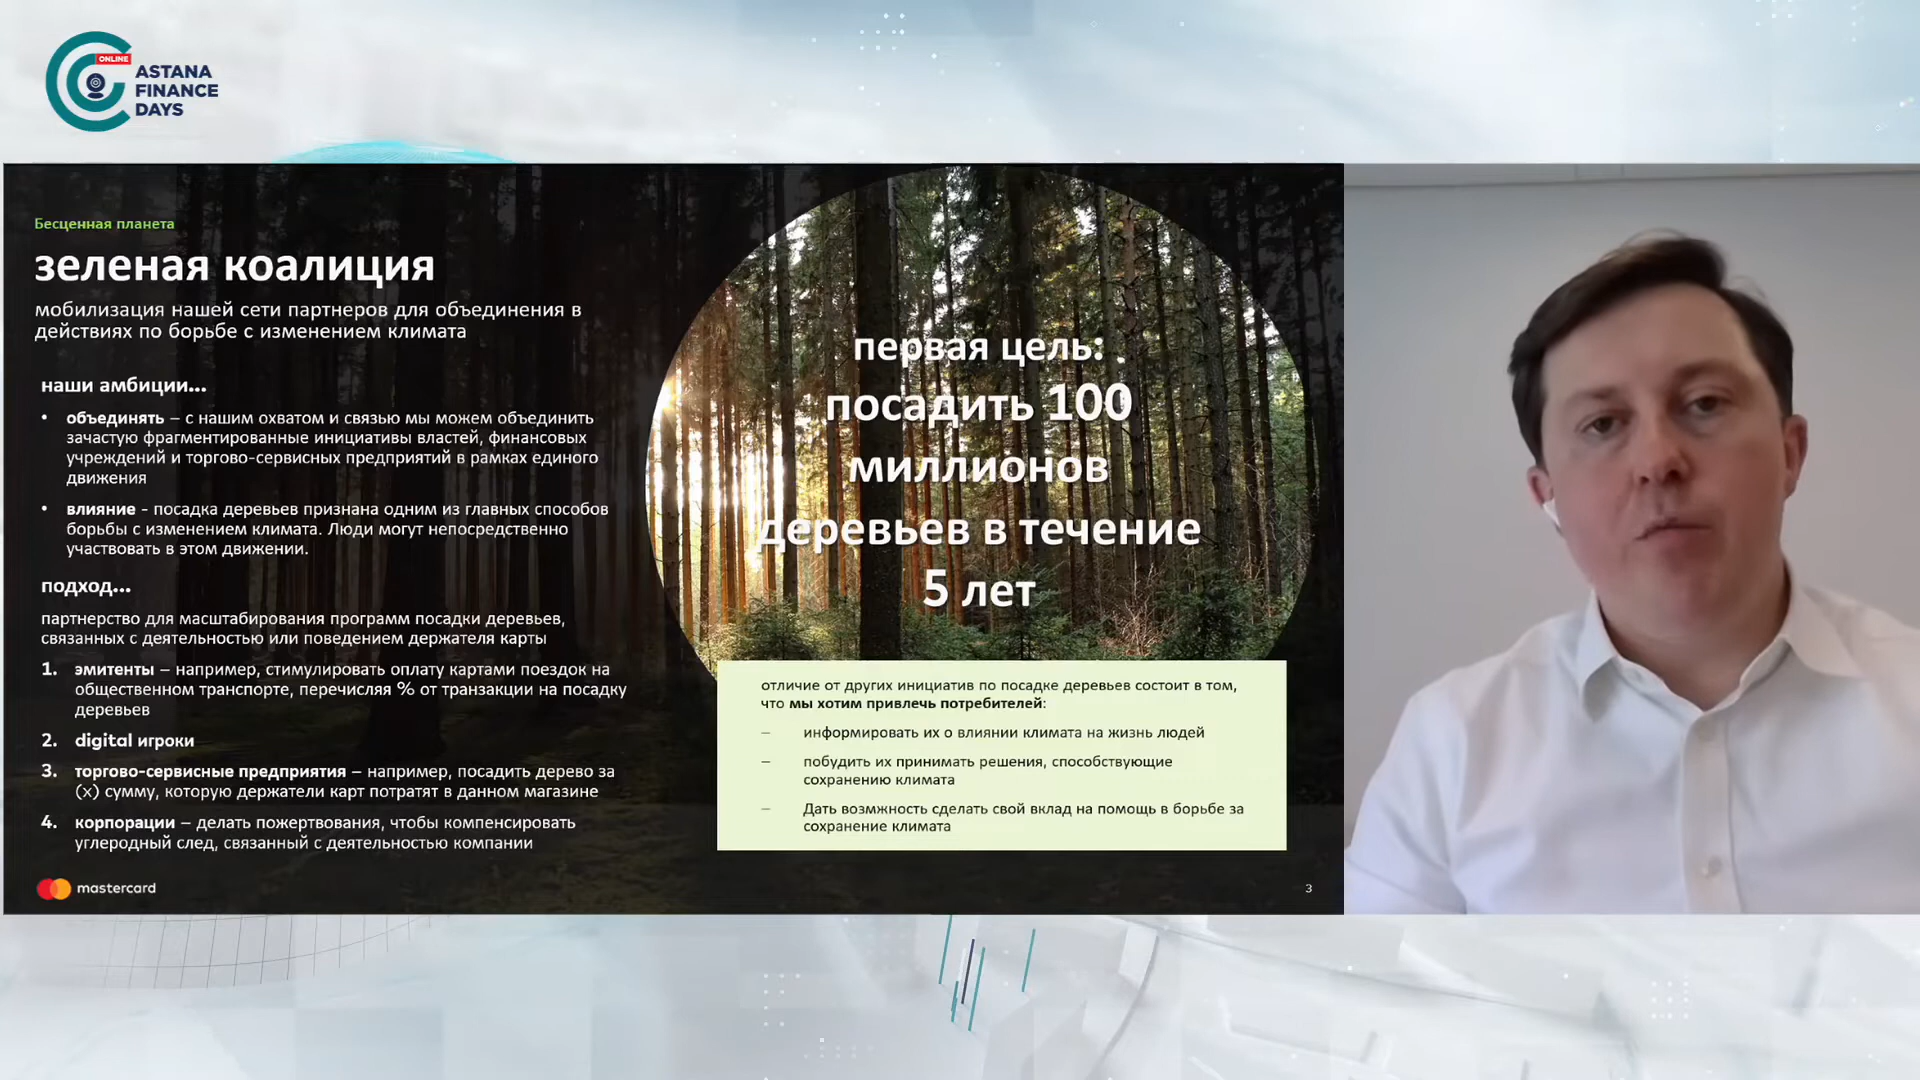 ONLINE
ASTANA
FINANCE
DAYS
Бесценная планета
зеленая коалиция
мобилизация нашей сети партнеров для объединения в
действиях по борьбе с изменением климата
наши амбиции...
• объединять – с нашим охватом и связью мы можем объединить
зачастую фрагментированные инициативы властей, финансовых
учреждений и торгово-сервисных предприятий в рамках единого
движения
• влияние - посадка деревьев признана одним из главных способов
борьбы с изменением климата. Люди могут непосредственно
участвовать в этом движении.
подход...
партнерство для масштабирования программ посадки деревьев,
связанных с деятельностью или поведением держателя карты
1. эмитенты – например, стимулировать оплату картами поездок на
общественном транспорте, перечисляя % от транзакции на посадку
деревьев
2. digital игроки
3. торгово-сервисные предприятия – например, посадить дерево за
(x) сумму, которую держатели карт потратят в данном магазине
4. корпорации – делать пожертвования, чтобы компенсировать
углеродный след, связанный с деятельностью компании
mastercard
первая цель:
посадить 100
миллионов
деревьев в течение
5 лет
отличие от других инициатив по посадке деревьев состоит в том,
что мы хотим привлечь потребителей:
– информировать их о влиянии климата на жизнь людей
– побудить их принимать решения, способствующие
сохранению климата
– Дать возмжность сделать свой вклад на помощь в борьбе за
сохранение климата
3